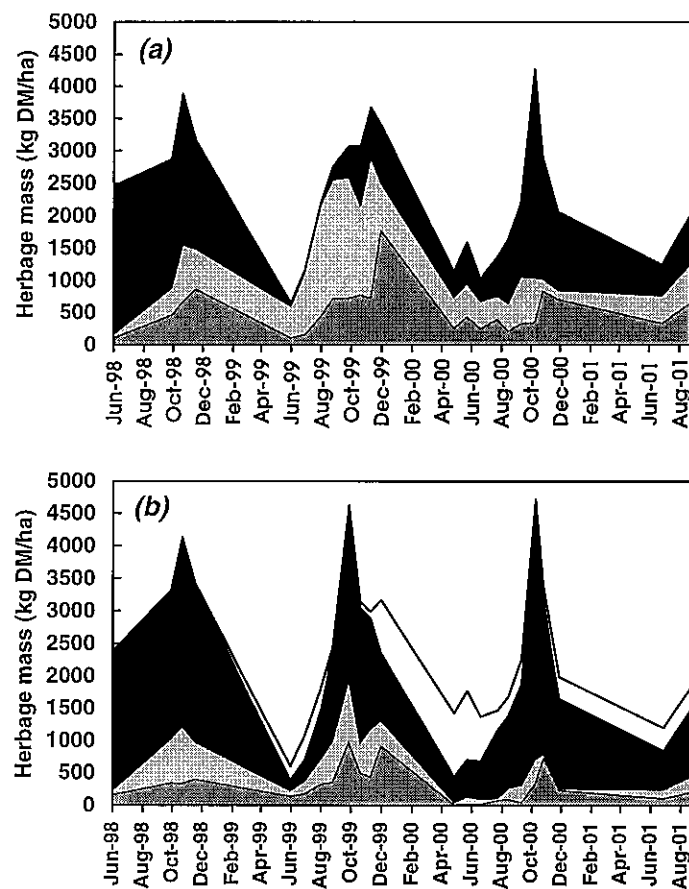 (a)
Herbage mass (kg DM/ha)
5000
4500
4000
3500
3000
2500
2000
1500
1000
500
0
Jun-98
Aug-98
Oct-98
Dec-98
Feb-99
Apr-99
Jun-99
Aug-99
Oct-99
Dec-99
Feb-00
Apr-00
Jun-00
Aug-00
Oct-00
Dec-00
Feb-01
Apr-01
Jun-01
Aug-01
(b)
Herbage mass (kg DM/ha)
5000
4500
4000
3500
3000
2500
2000
1500
1000
500
0
Jun-98
Aug-98
Oct-98
Dec-98
Feb-99
Apr-99
Jun-99
Aug-99
Oct-99
Dec-99
Feb-00
Apr-00
Jun-00
Aug-00
Oct-00
Dec-00
Feb-01
Apr-01
Jun-01
Aug-01